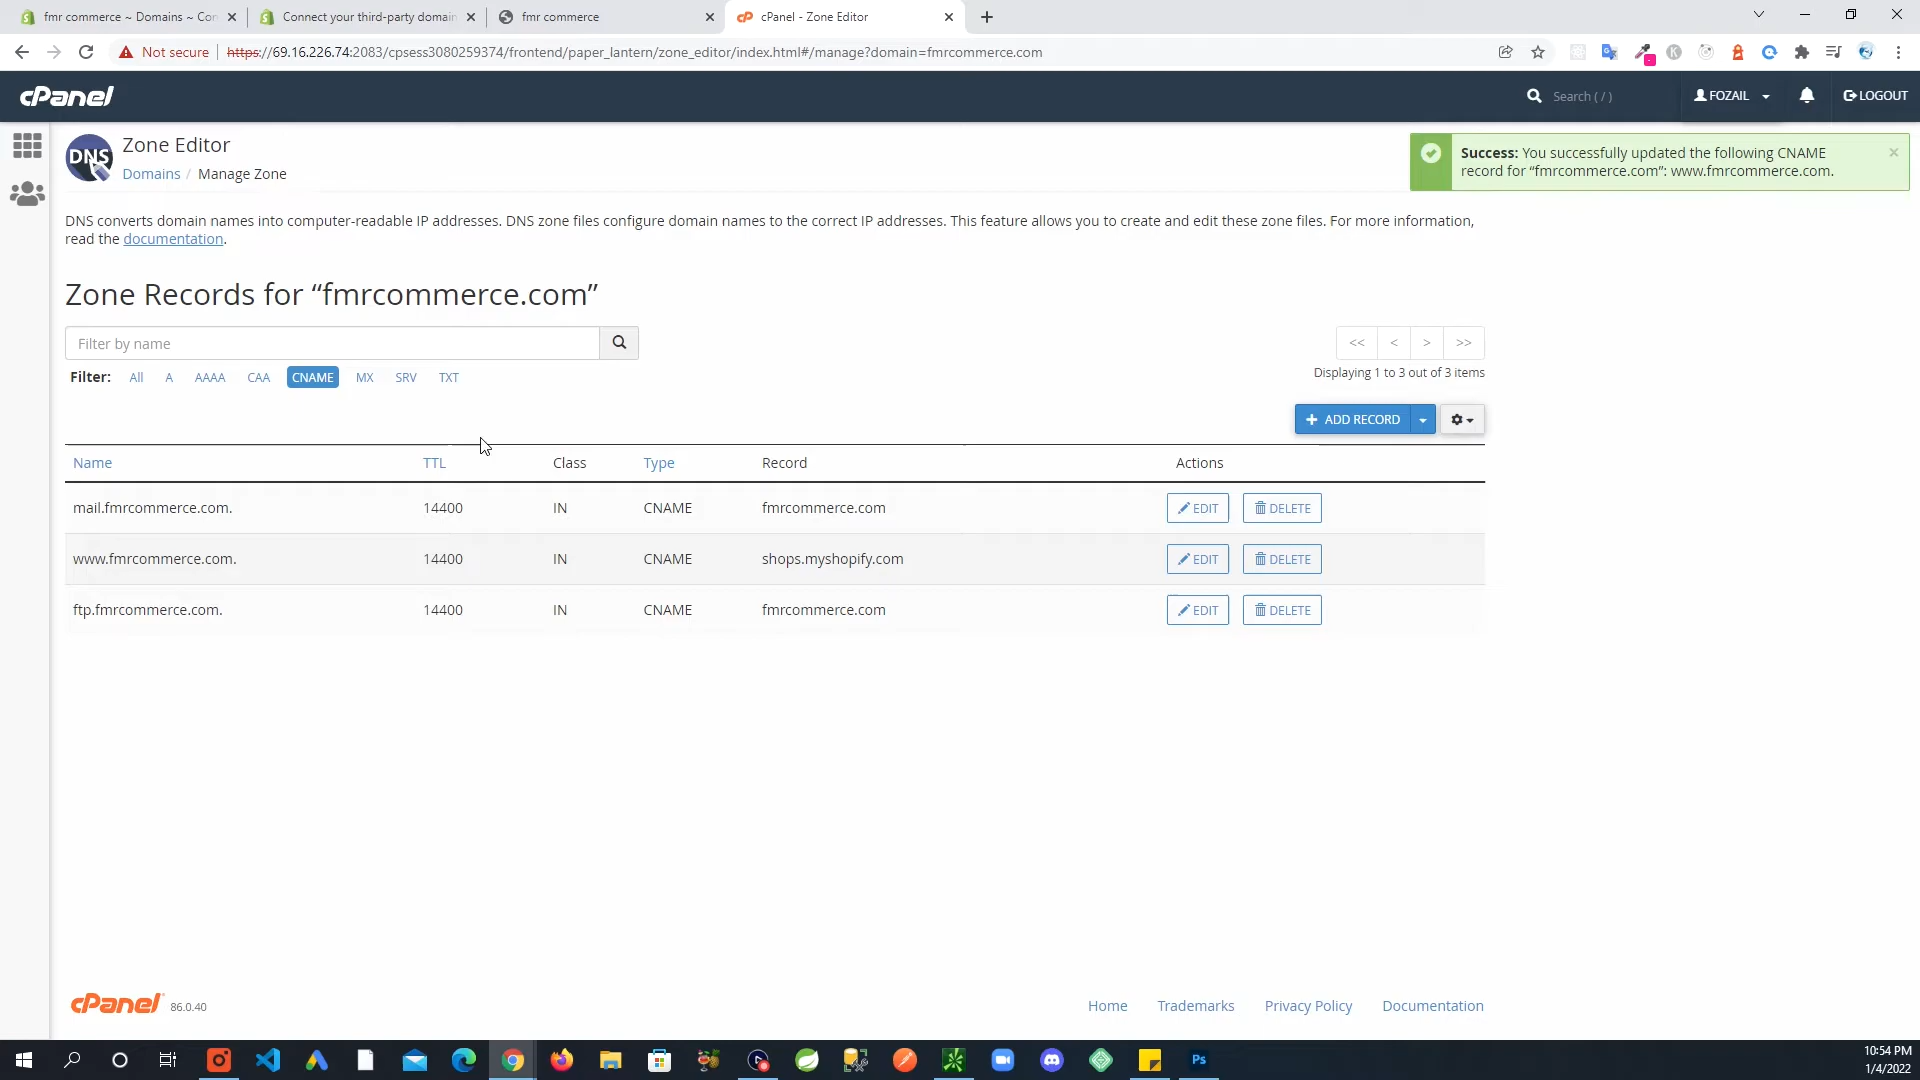 fmr commerce ~ Domains ~ Con
Connect your third-party domain
fmr commerce
cPanel - Zone Editor
Not secure
https://69.16.226.74:2083/cpsess3080259374/frontend/paper_lantern/zone_editor/index.html#/manage?domain=fmrcommerce.com
cPanel
Search ( / )
FOZAIL
LOGOUT
DNS
Zone Editor
Domains / Manage Zone
Success: You successfully updated the following CNAME
record for “fmrcommerce.com”: www.fmrcommerce.com.
DNS converts domain names into computer-readable IP addresses. DNS zone files configure domain names to the correct IP addresses. This feature allows you to create and edit these zone files. For more information,
read the documentation.
Zone Records for “fmrcommerce.com”
Filter by name
<< < > >>
Filter: All A AAAA CAA CNAME MX SRV TXT
Displaying 1 to 3 out of 3 items
ADD RECORD
Name TTL Class Type Record Actions
mail.fmrcommerce.com. 14400 IN CNAME fmrcommerce.com EDIT DELETE
www.fmrcommerce.com. 14400 IN CNAME shops.myshopify.com EDIT DELETE
ftp.fmrcommerce.com. 14400 IN CNAME fmrcommerce.com EDIT DELETE
cPanel 86.0.40
Home Trademarks Privacy Policy Documentation
Ps
10:54 PM
1/4/2022